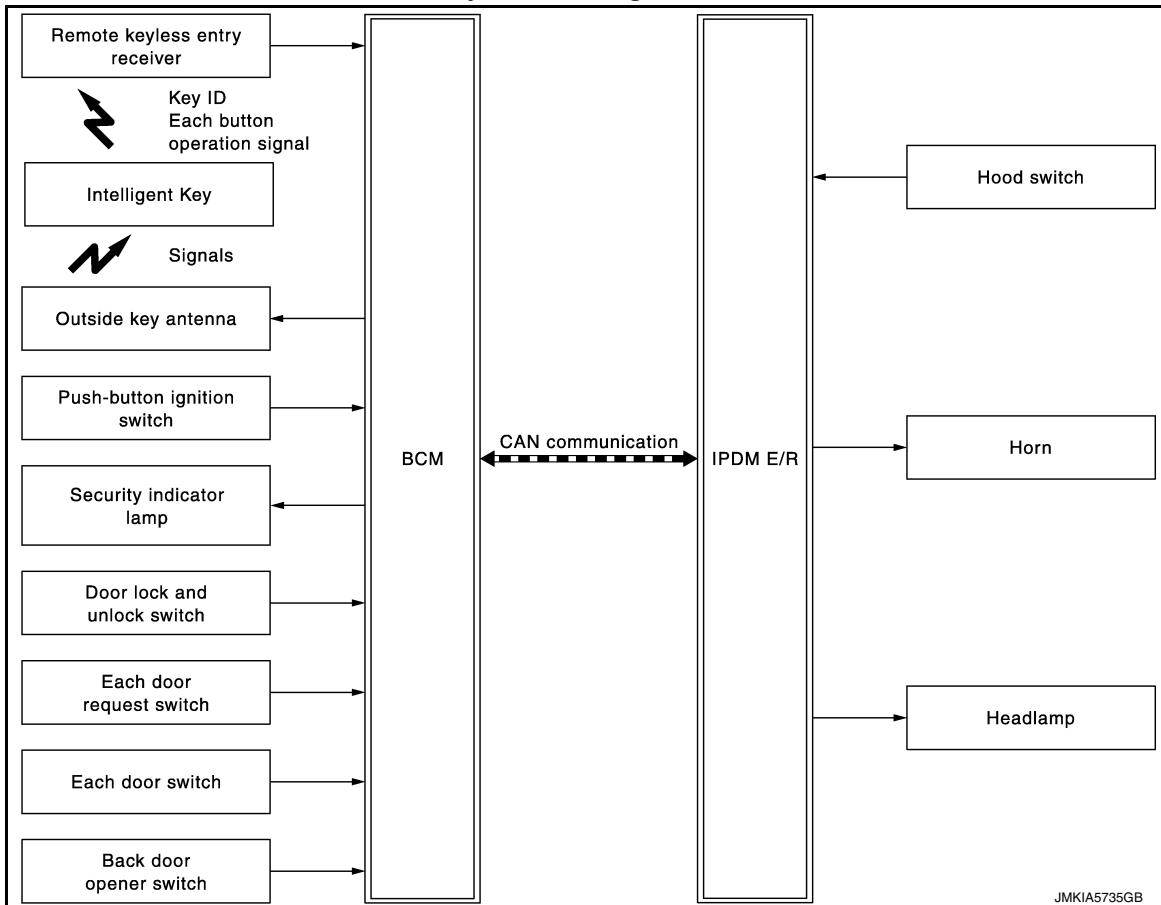 Remote keyless entry
receiver
Key ID
Each button
operation signal
Intelligent Key
Signals
Outside key antenna
Push-button ignition
switch
Security indicator
lamp
Door lock and
unlock switch
Each door
request switch
Each door switch
Back door
opener switch
BCM
CAN communication
IPDM E/R
Hood switch
Horn
Headlamp
JMKIA5735GB